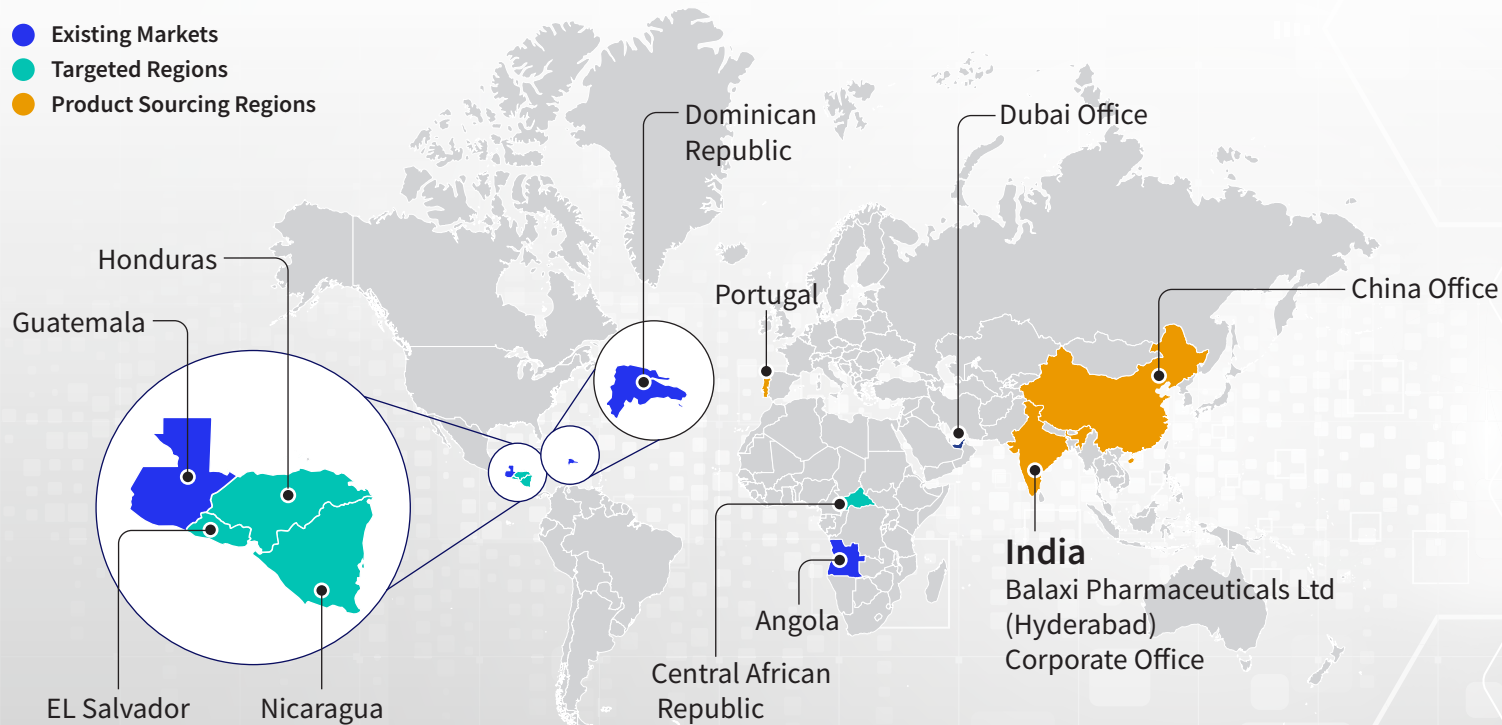 Existing Markets
Targeted Regions
Product Sourcing Regions
Dominican
Republic
Dubai Office
Honduras
Portugal
China Office
Guatemala
India
Balaxi Pharmaceuticals Ltd
(Hyderabad)
Corporate Office
Angola
Central African
Republic
EL Salvador
Nicaragua